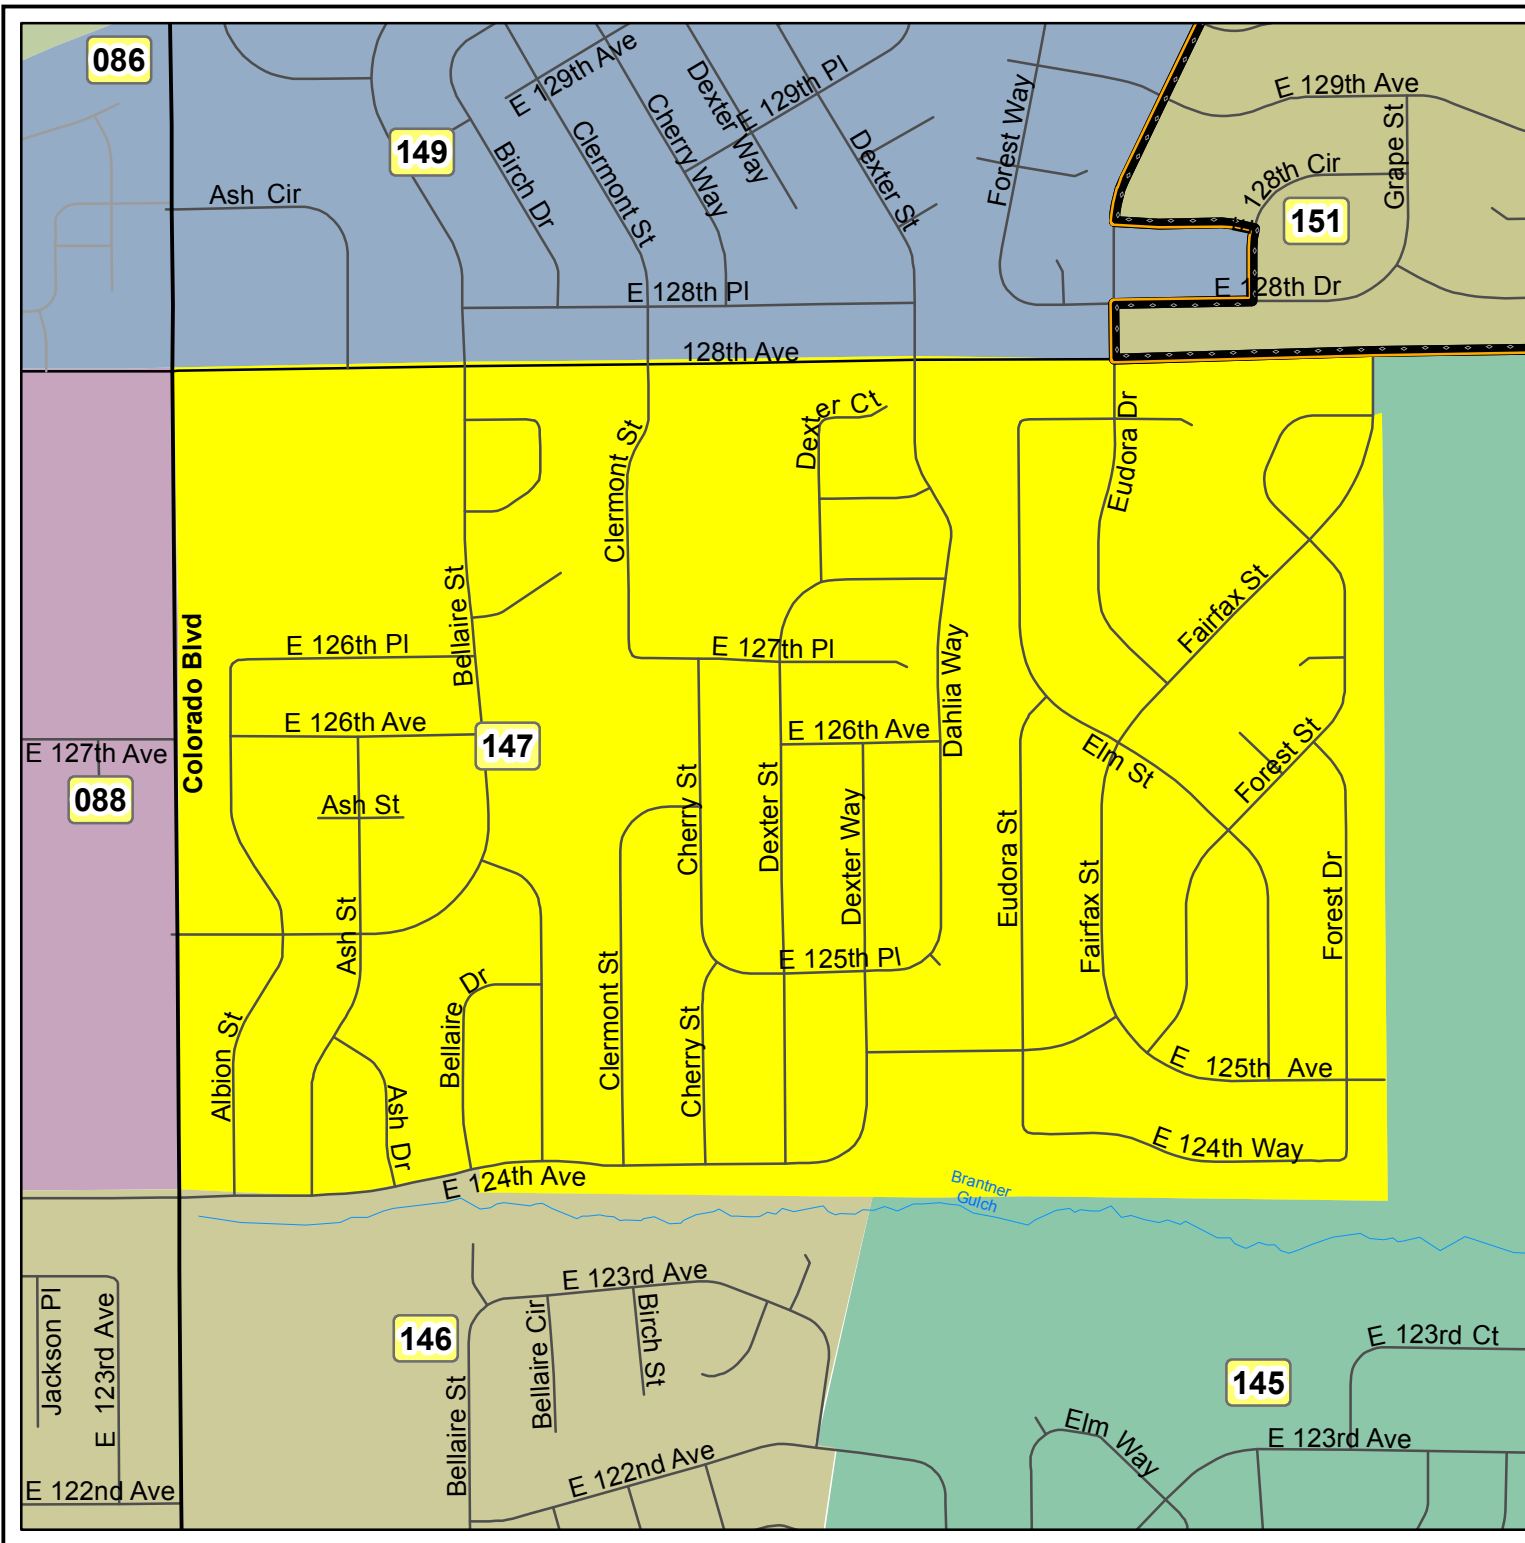 086
E 129th Ave
Dexter Way
E 129th Pl
Forest Way
E 129th Ave
Grape St
149
Birch Dr
Clermont St
Cherry Way
Dexter St
E 128th Cir
151
Ash Cir
E 128th Pl
E 128th Dr
128th Ave
Clermont St
Dexter Ct
Eudora Dr
Bellaire St
Fairfax St
Colorado Blvd
E 126th Pl
E 127th Pl
Dahlia Way
E 126th Ave
E 126th Ave
E 127th Ave
147
Elm St
Forest St
088
Ash St
Cherry St
Dexter St
Dexter Way
Eudora St
Fairfax St
Forest Dr
Ash St
E 125th Pl
Clermont St
Bellaire Dr
Albion St
Cherry St
E 125th Ave
Ash Dr
E 124th Way
E 124th Ave
Brantner
Gulch
Jackson Pl
E 123rd Ave
E 123rd Ave
Bellaire Cir
Birch St
146
E 123rd Ct
145
Bellaire St
Elm Way
E 123rd Ave
E 122nd Ave
E 122nd Ave